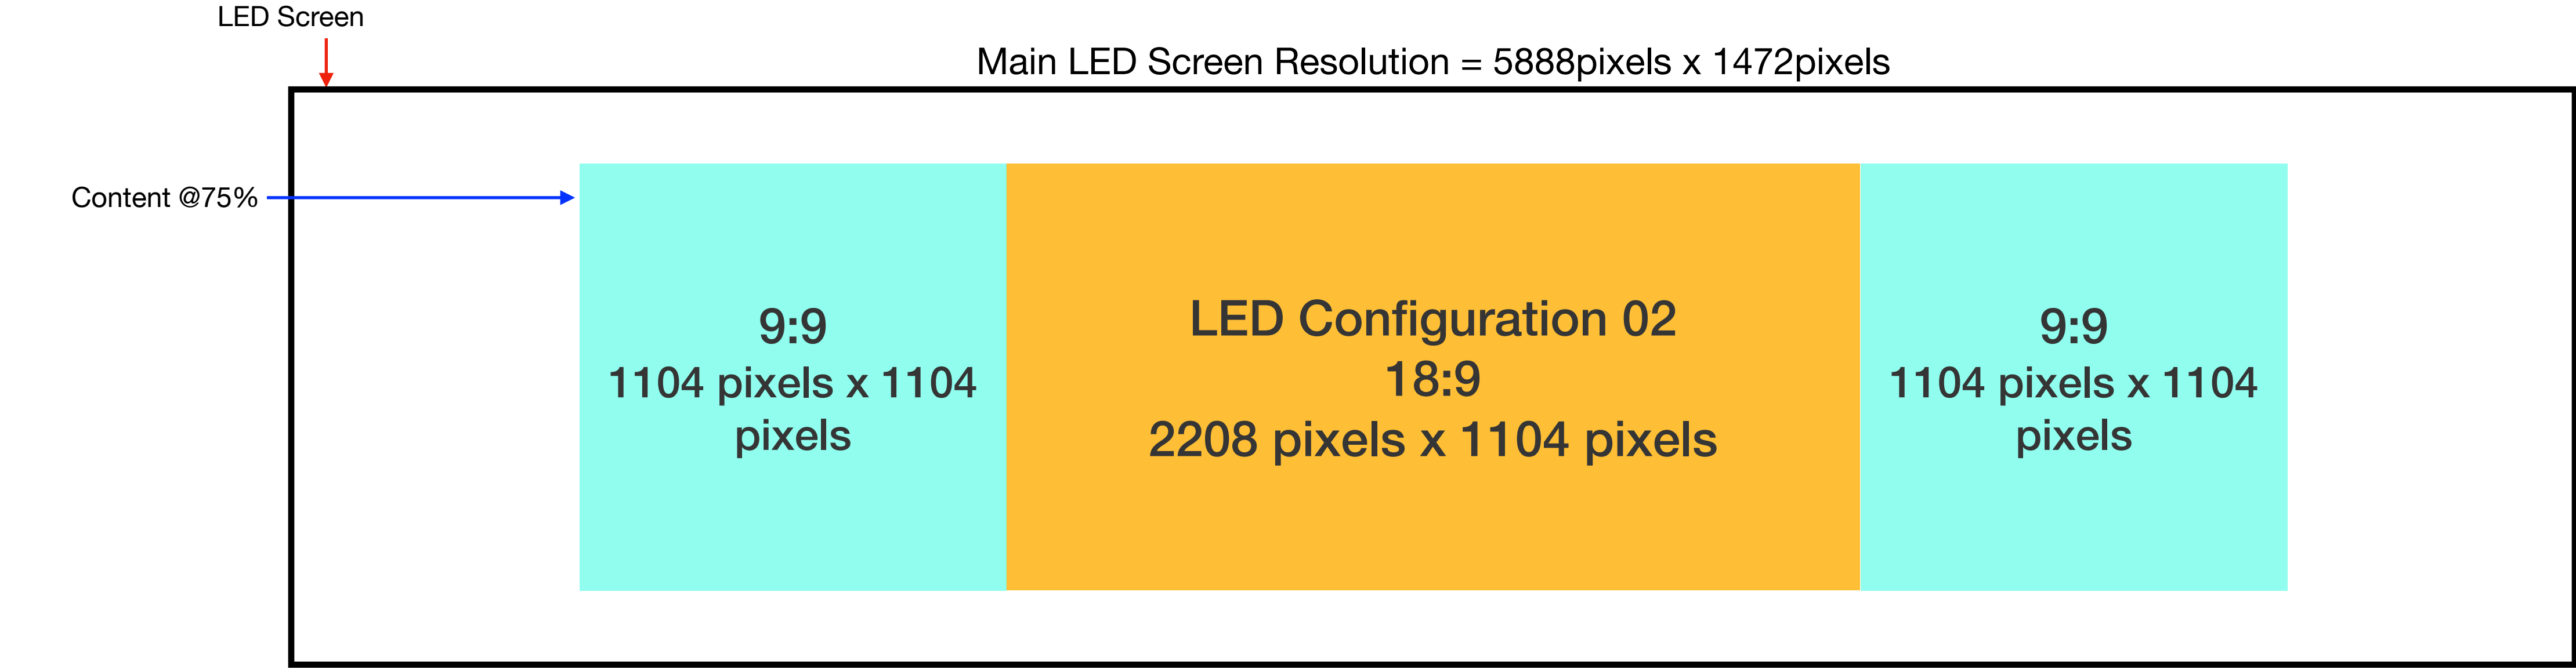 LED Screen
Main LED Screen Resolution = 5888pixels x 1472pixels
Content @75%
9:9
1104 pixels x 1104
pixels
LED Configuration 02
18:9
2208 pixels x 1104 pixels
9:9
1104 pixels x 1104
pixels